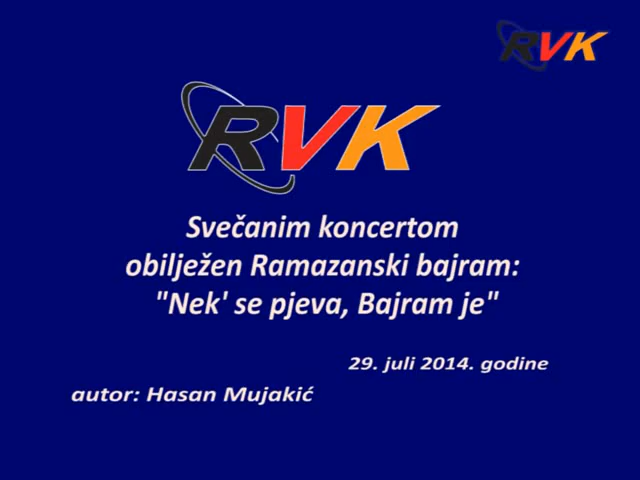 RVK
RVK
Svečanim koncertom
obilježen Ramazanski bajram:
"Nek' se pjeva, Bajram je"
29. juli 2014. godine
autor: Hasan Mujakić